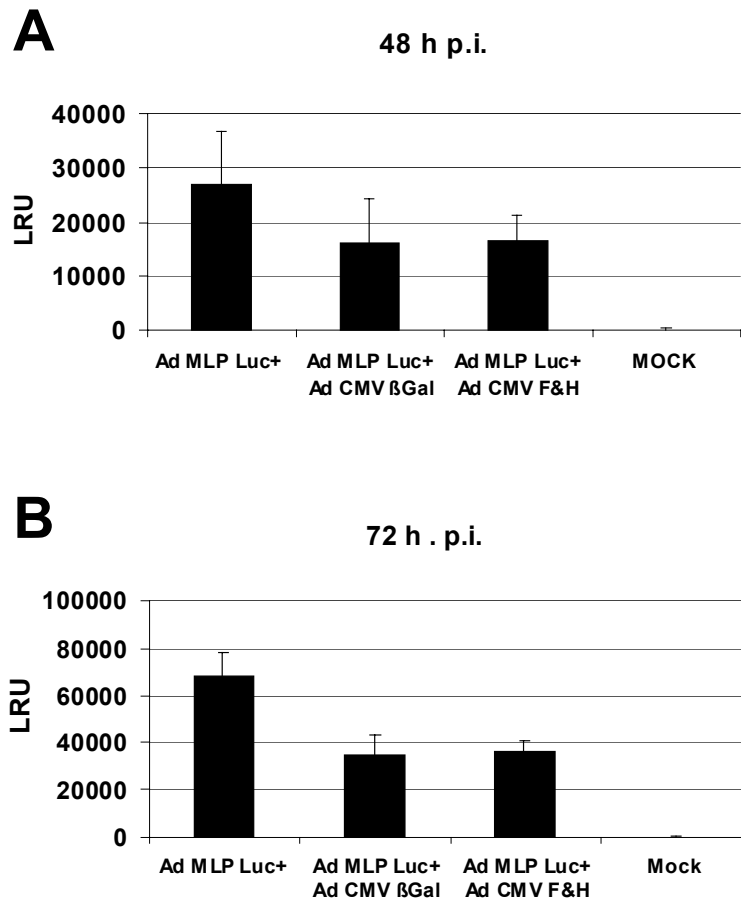 A
48 h p.i.
40000
30000
20000
10000
0
LRU
Ad MLP Luc+
Ad MLP Luc+
Ad CMV ßGal
Ad MLP Luc+
Ad CMV F&H
MOCK
B
72 h . p.i.
100000
80000
60000
40000
20000
0
LRU
Ad MLP Luc+
Ad MLP Luc+
Ad CMV ßGal
Ad MLP Luc+
Ad CMV F&H
Mock